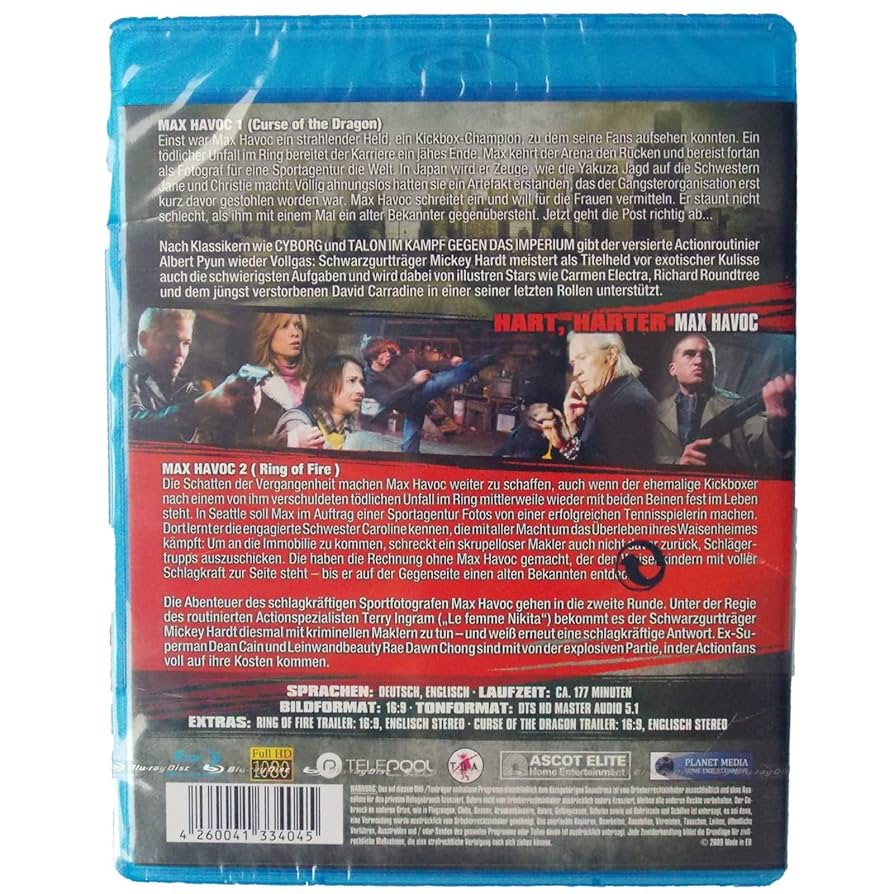 MAX HAVOC 1 (Curse of the Dragon)
Einst war Max Havoc ein strahlender Held, ein Kickbox-Champion, zu dem seine Fans aufsehen konnten. Ein
tödlicher Unfall im Ring bereitet der Karriere ein jähes Ende. Max kehrt der Arena den Rücken und bereist fortan
als Fotograf für eine Sportagentur die Welt. In Japan wird er Zeuge, wie die Yakuza Jagd auf die Schwestern
Jane und Christie macht: Völlig ahnungslos hatten sie ein Artefakt erstanden, das der Gangsterorganisation erst
kurz davor gestohlen worden war. Max Havoc schreitet ein und will für die Frauen vermitteln. Er staunt nicht
schlecht, als ihm mit einem Mal ein alter Bekannter gegenübersteht. Jetzt geht die Post richtig ab...
Nach Klassikern wie CYBORG und TALON IM KAMPF GEGEN DAS IMPERIUM gibt der versierte Actionroutinier
Albert Pyun wieder Vollgas: Schwarzgurtträger Mickey Hardt meistert als Titelheld vor exotischer Kulisse
auch die schwierigsten Aufgaben und wird dabei von illustren Stars wie Carmen Electra, Richard Roundtree
und dem jüngst verstorbenen David Carradine in einer seiner letzten Rollen unterstützt.
HART, HÄRTER MAX HAVOC
MAX HAVOC 2 ( Ring of Fire )
Die Schatten der Vergangenheit machen Max Havoc weiter zu schaffen, auch wenn der ehemalige Kickboxer
nach einem von ihm verschuldeten tödlichen Unfall im Ring mittlerweile wieder mit beiden Beinen fest im Leben
steht. In Seattle soll Max im Auftrag einer Sportagentur Fotos von einer erfolgreichen Tennisspielerin machen.
Dort lernt er die engagierte Schwester Caroline kennen, die mit aller Macht um das Überleben ihres Waisenheimes
kämpft: Um an die Immobilie zu kommen, schreckt ein skrupelloser Makler auch nicht zurück, Schläger-
trupps auszuschicken. Die haben die Rechnung ohne Max Havoc gemacht, der den mit voller
Schlagkraft zur Seite steht – bis er auf der Gegenseite einen alten Bekannten
Die Abenteuer des schlagkräftigen Sportfotografen Max Havoc gehen in die zweite Runde. Unter der Regie
des routinierten Actionspezialisten Terry Ingram („Le femme Nikita“) bekommt es der Schwarzgurtträger
Mickey Hardt diesmal mit kriminellen Maklern zu tun – und weiß erneut eine schlagkräftige Antwort. Ex-Su-
perman Dean Cain und Leinwandbeauty Rae Dawn Chong sind mit von der explosiven Partie, in der Actionfans
voll auf ihre Kosten kommen.
SPRACHEN: DEUTSCH, ENGLISCH · LAUFZEIT: CA. 177 MINUTEN
BILDFORMAT: 16:9 · TONFORMAT: DTS HD MASTER AUDIO 5.1
EXTRAS: RING OF FIRE TRAILER: 16:9, ENGLISCH STEREO · CURSE OF THE DRAGON TRAILER: 16:9, ENGLISCH STEREO
Blu-ray Disc
Full HD
1080
TELEPOOL
ASCOT ELITE
Home Entertainment
PLANET MEDIA
HOME ENTERTAINMENT
4 260041 334045
© 2009 Made in EU